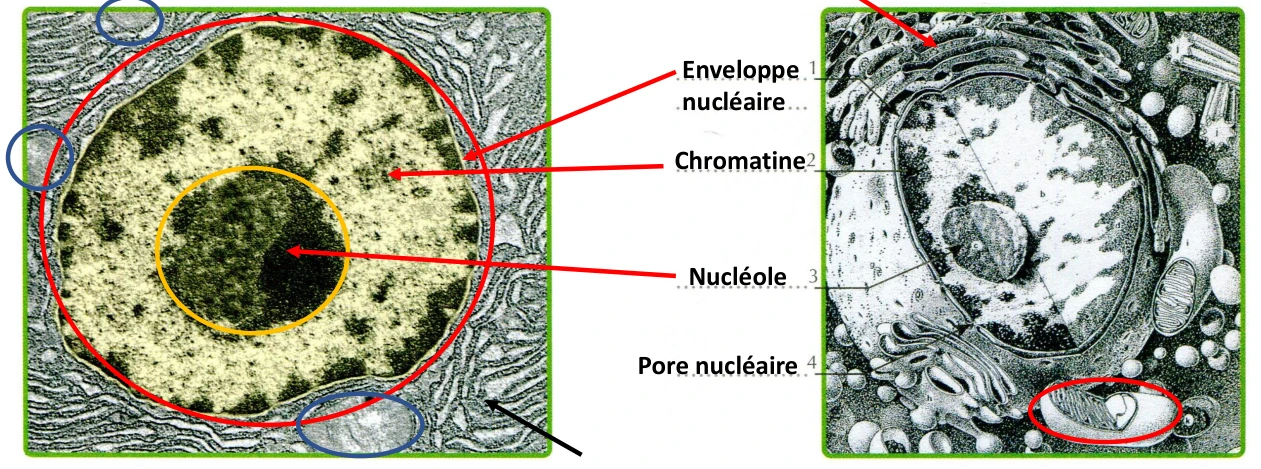 Enveloppe 1
nucléaire
Chromatine 2
Nucléole 3
Pore nucléaire 4